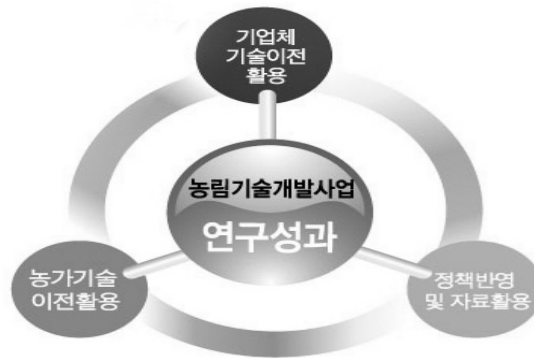 기업체
기술이전
활용
농림기술개발사업
연구성과
농가기술
이전활용
정책반영
및 자료활용